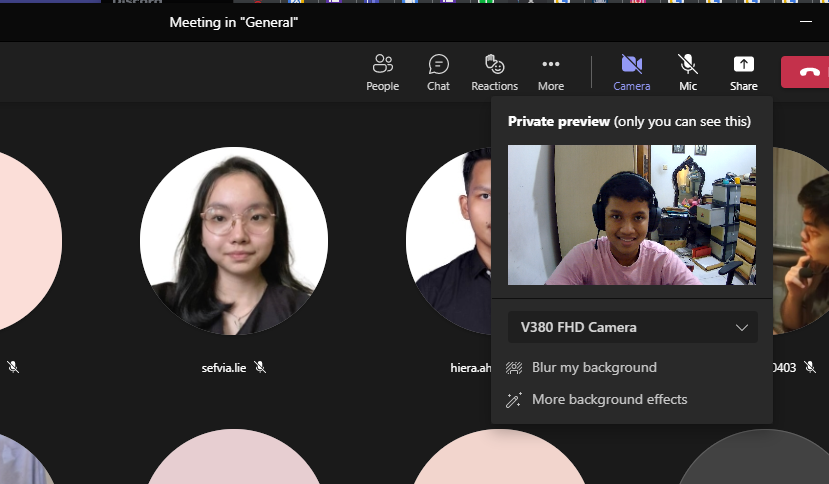 Meeting in "General"
People
Chat
Reactions
More
Camera
Mic
Share
Private preview (only you can see this)
sefvia.lie
hiera.ah
0403
V380 FHD Camera
Blur my background
More background effects